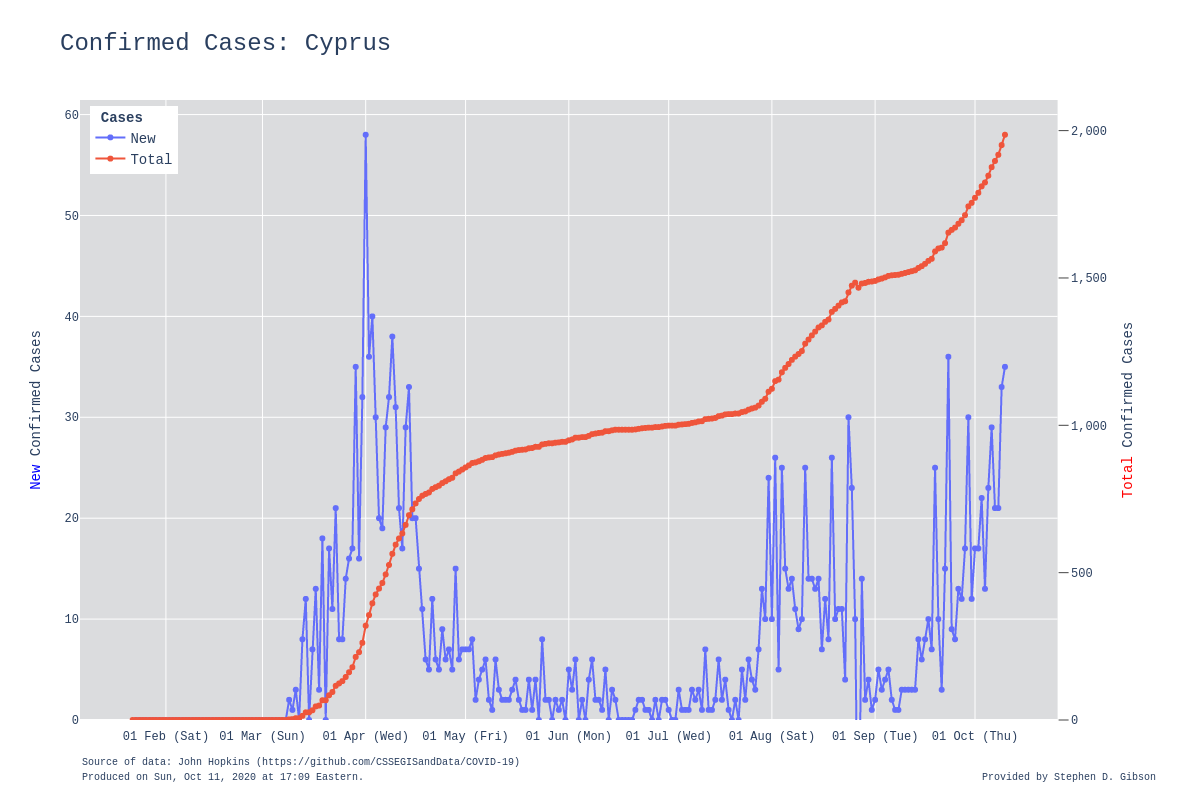 Confirmed Cases: Cyprus
Cases
New
Total
60
50
40
30
20
10
0
2,000
1,500
1,000
500
0
New Confirmed Cases
Total Confirmed Cases
01 Feb (Sat) 01 Mar (Sun) 01 Apr (Wed) 01 May (Fri) 01 Jun (Mon) 01 Jul (Wed) 01 Aug (Sat) 01 Sep (Tue) 01 Oct (Thu)
Source of data: John Hopkins (https://github.com/CSSEGISandData/COVID-19)
Produced on Sun, Oct 11, 2020 at 17:09 Eastern.
Provided by Stephen D. Gibson